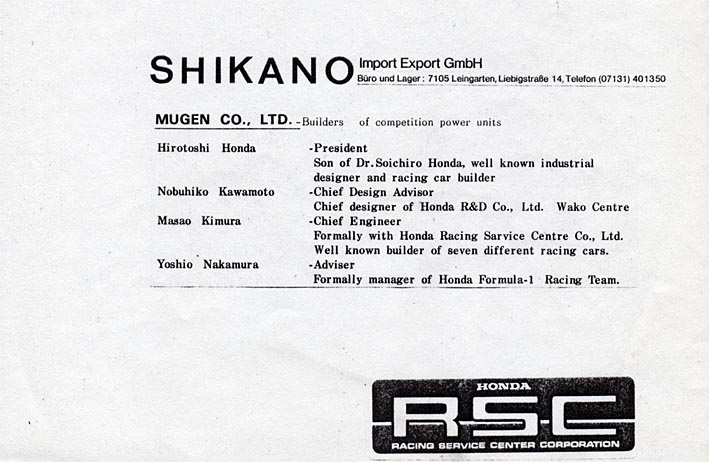 SHIKANO Import Export GmbH
Büro und Lager: 7105 Leingarten, Liebigstraße 14, Telefon (07131) 401350
MUGEN CO., LTD. -Builders of competition power units
Hirotoshi Honda -President
Son of Dr. Soichiro Honda, well known industrial
designer and racing car builder
Nobuhiko Kawamoto -Chief Design Advisor
Chief designer of Honda R&D Co., Ltd. Wako Centre
Masao Kimura -Chief Engineer
Formally with Honda Racing Sarvice Centre Co., Ltd.
Well known builder of seven different racing cars.
Yoshio Nakamura -Adviser
Formally manager of Honda Formula-1 Racing Team.
HONDA
RSC
RACING SERVICE CENTER CORPORATION